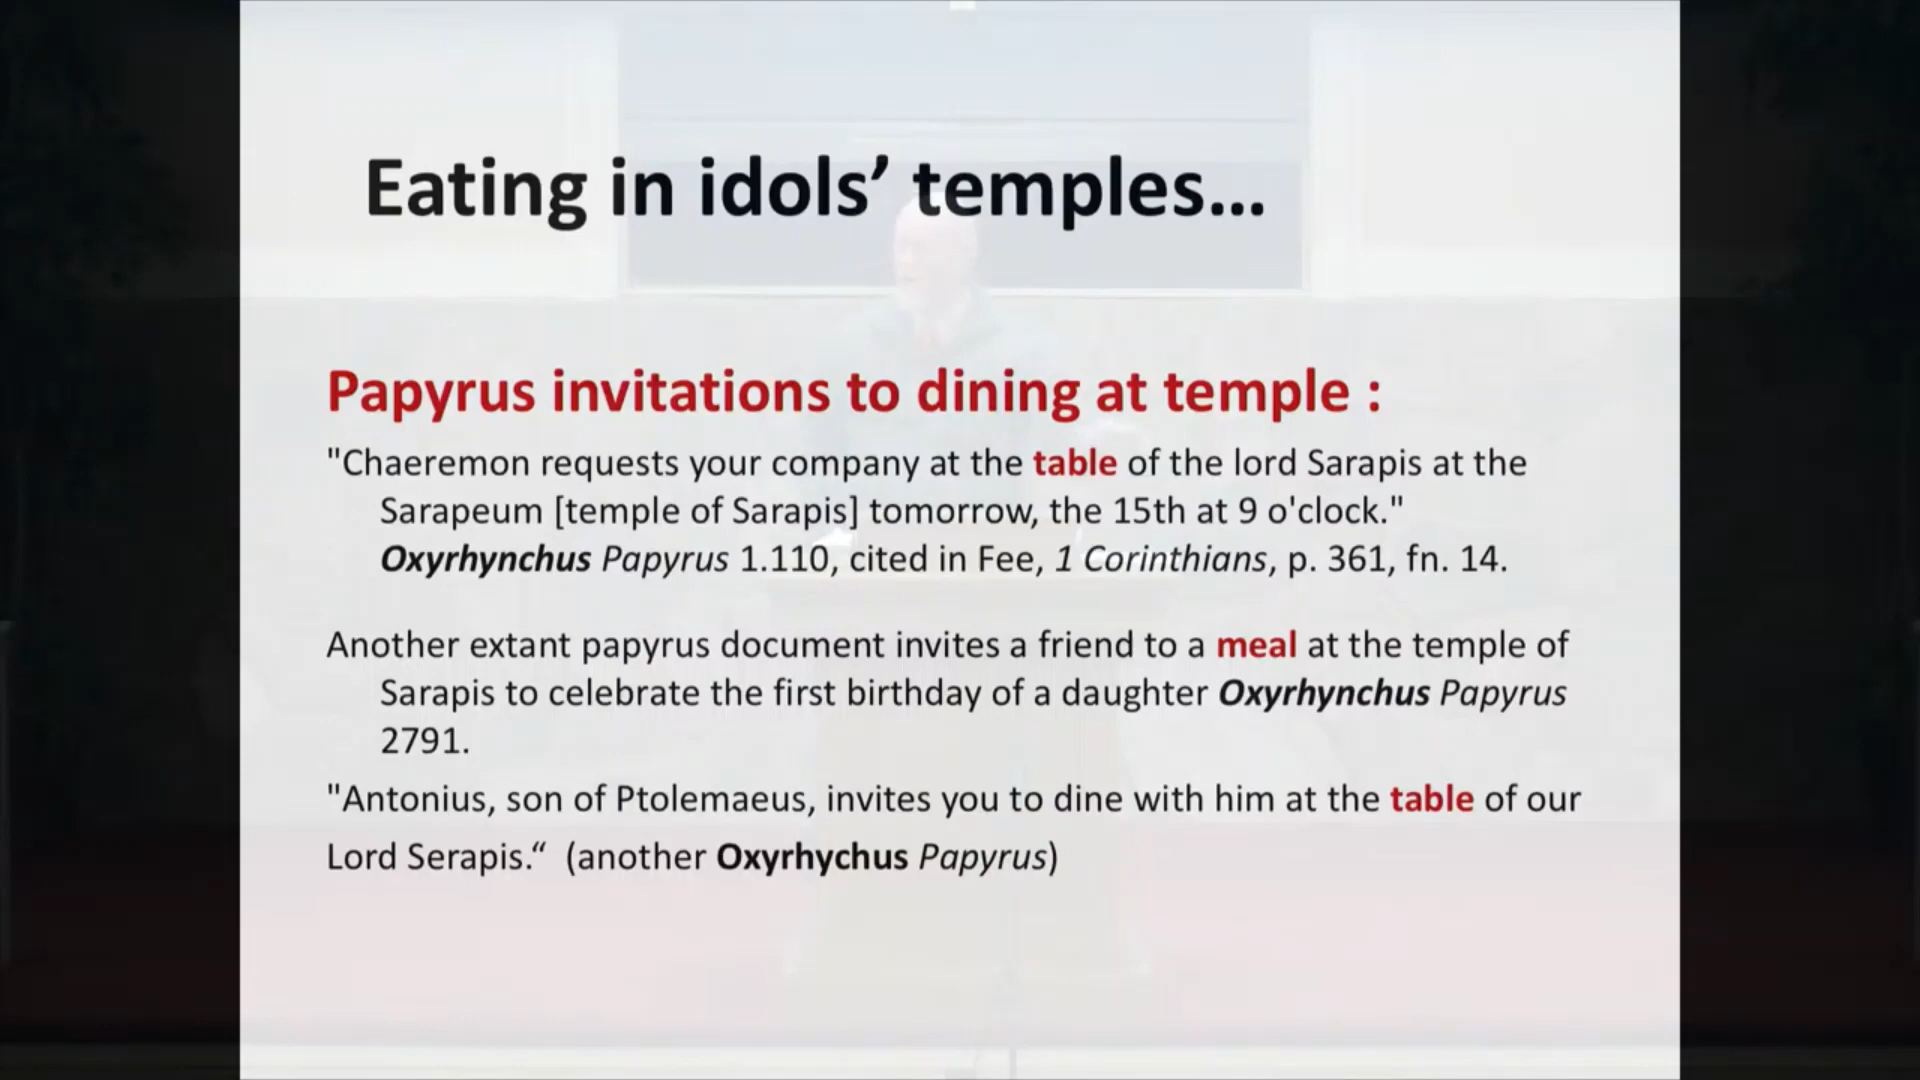 Eating in idols’ temples...
Papyrus invitations to dining at temple :
"Chaeremon requests your company at the table of the lord Sarapis at the
Sarapeum [temple of Sarapis] tomorrow, the 15th at 9 o'clock."
Oxyrhynchus Papyrus 1.110, cited in Fee, 1 Corinthians, p. 361, fn. 14.
Another extant papyrus document invites a friend to a meal at the temple of
Sarapis to celebrate the first birthday of a daughter Oxyrhynchus Papyrus
2791.
"Antonius, son of Ptolemaeus, invites you to dine with him at the table of our
Lord Serapis.“ (another Oxyrhychus Papyrus)